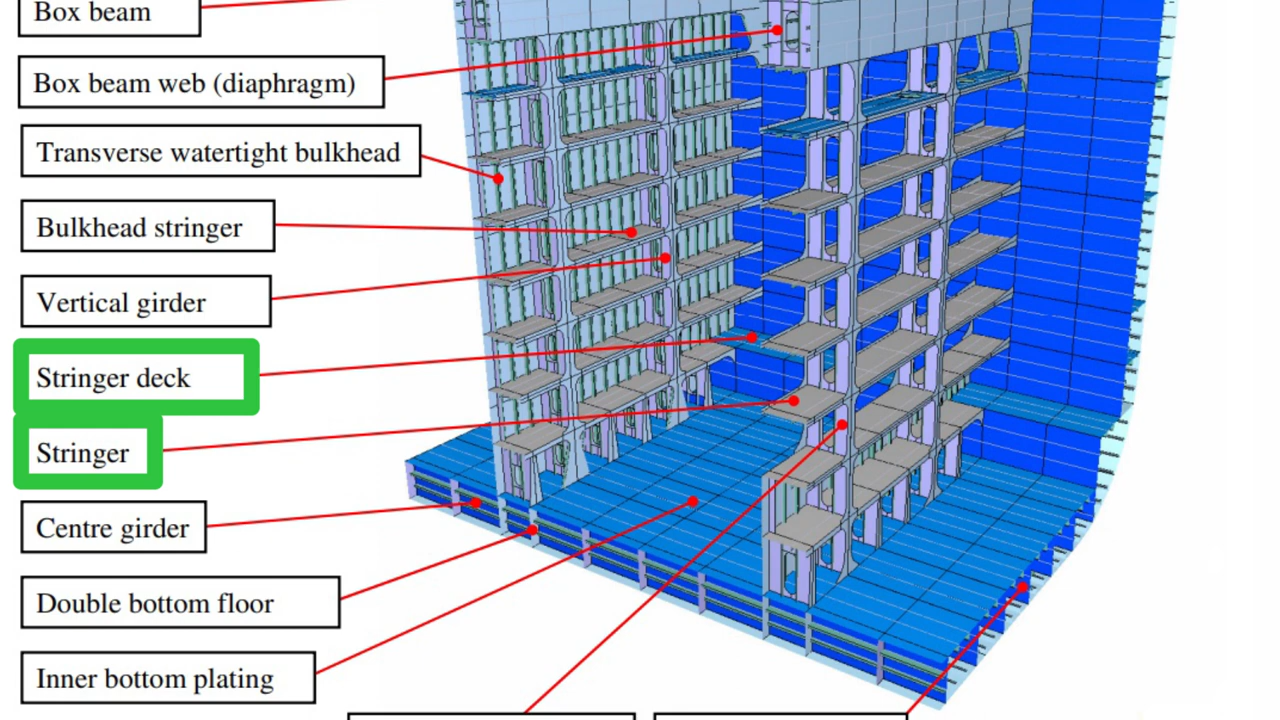 Box beam
Box beam web (diaphragm)
Transverse watertight bulkhead
Bulkhead stringer
Vertical girder
Stringer deck
Stringer
Centre girder
Double bottom floor
Inner bottom plating